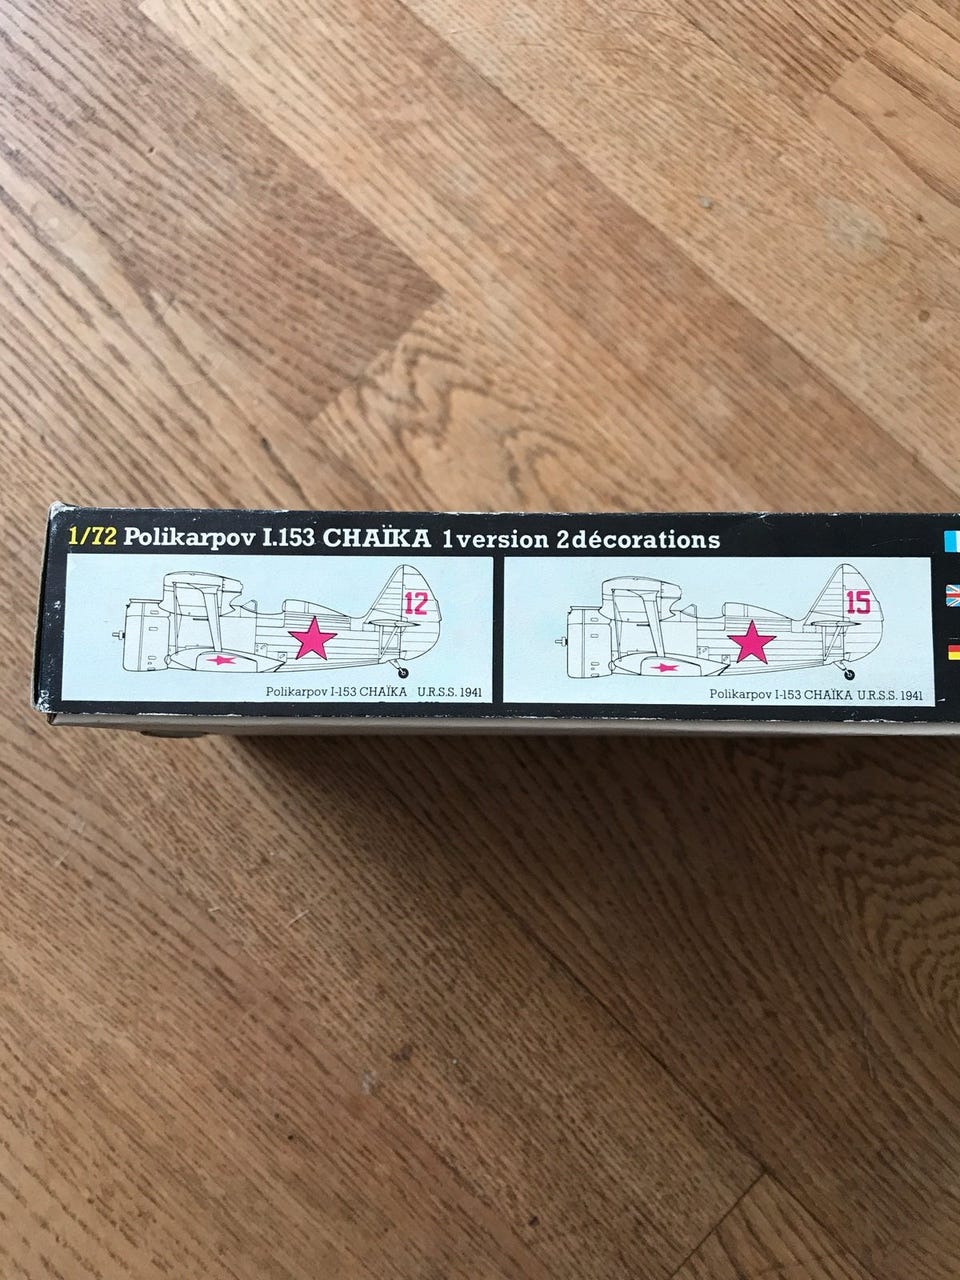 1/72 Polikarpov I.153 CHAÏKA 1version 2décorations
12
Polikarpov I-153 CHAÏKA U.R.S.S. 1941
15
Polikarpov I-153 CHAÏKA U.R.S.S. 1941